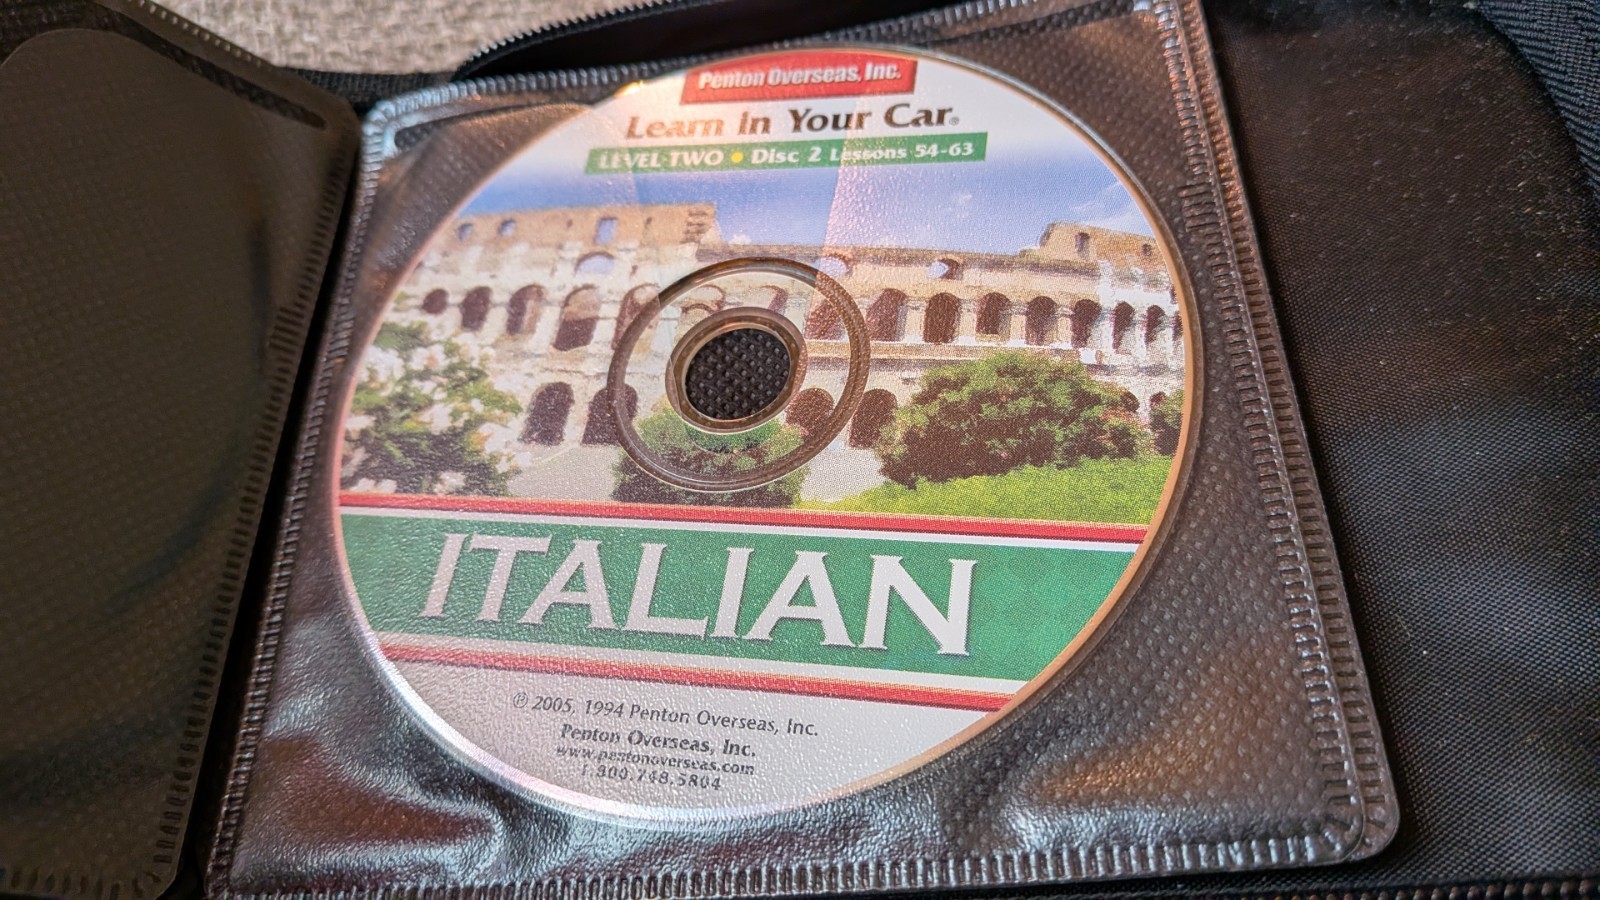 Penton Overseas, Inc.
Learn in Your Car®
LEVEL TWO • Disc 2 Lessons 54-63
ITALIAN
℗ 2005, 1994 Penton Overseas, Inc.
Penton Overseas, Inc.
www.pentonoverseas.com
1.800.748.5804